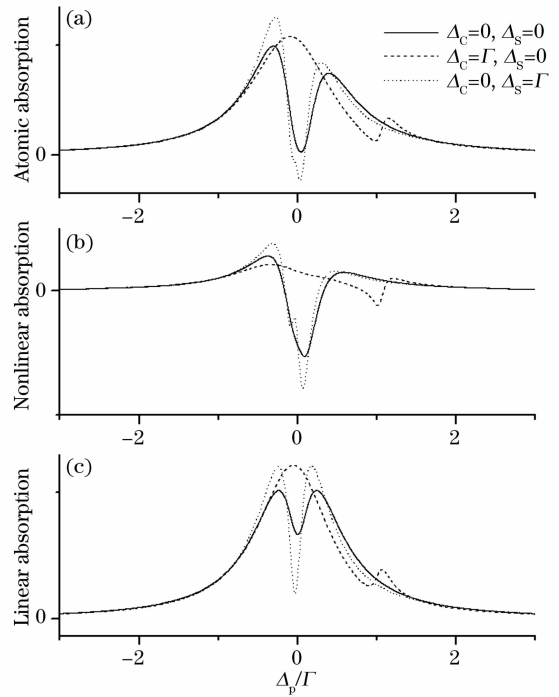 (a)
Δ_C=0, Δ_S=0
Δ_C=Γ, Δ_S=0
Δ_C=0, Δ_S=Γ
Atomic absorption
0
−2
0
2
(b)
Nonlinear absorption
0
−2
0
2
(c)
Linear absorption
0
−2
0
2
Δ_p/Γ